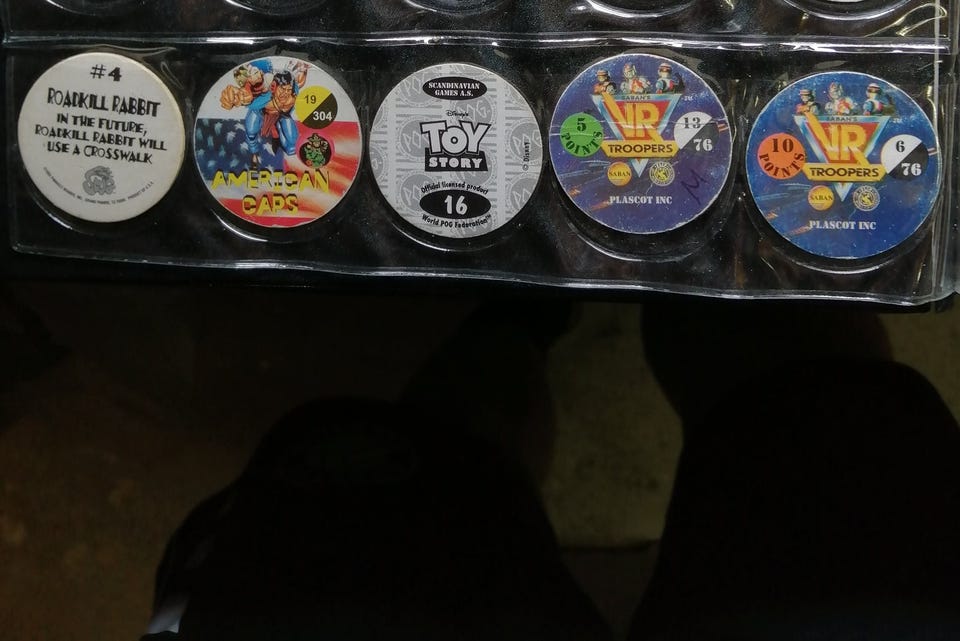 #4
ROADKILL RABBIT
IN THE FUTURE,
ROADKILL RABBIT WILL
USE A CROSSWALK
19
304
AMERICAN
CAPS
SCANDINAVIAN
GAMES A.S.
Disney's
TOY
STORY
© DISNEY
Official licensed product
16
World POG Federation™
SABAN'S
VR
TROOPERS
5
POINTS
13
76
SABAN
PLASCOT INC
M
SABAN'S
VR
TROOPERS
10
POINTS
6
76
SABAN
PLASCOT INC